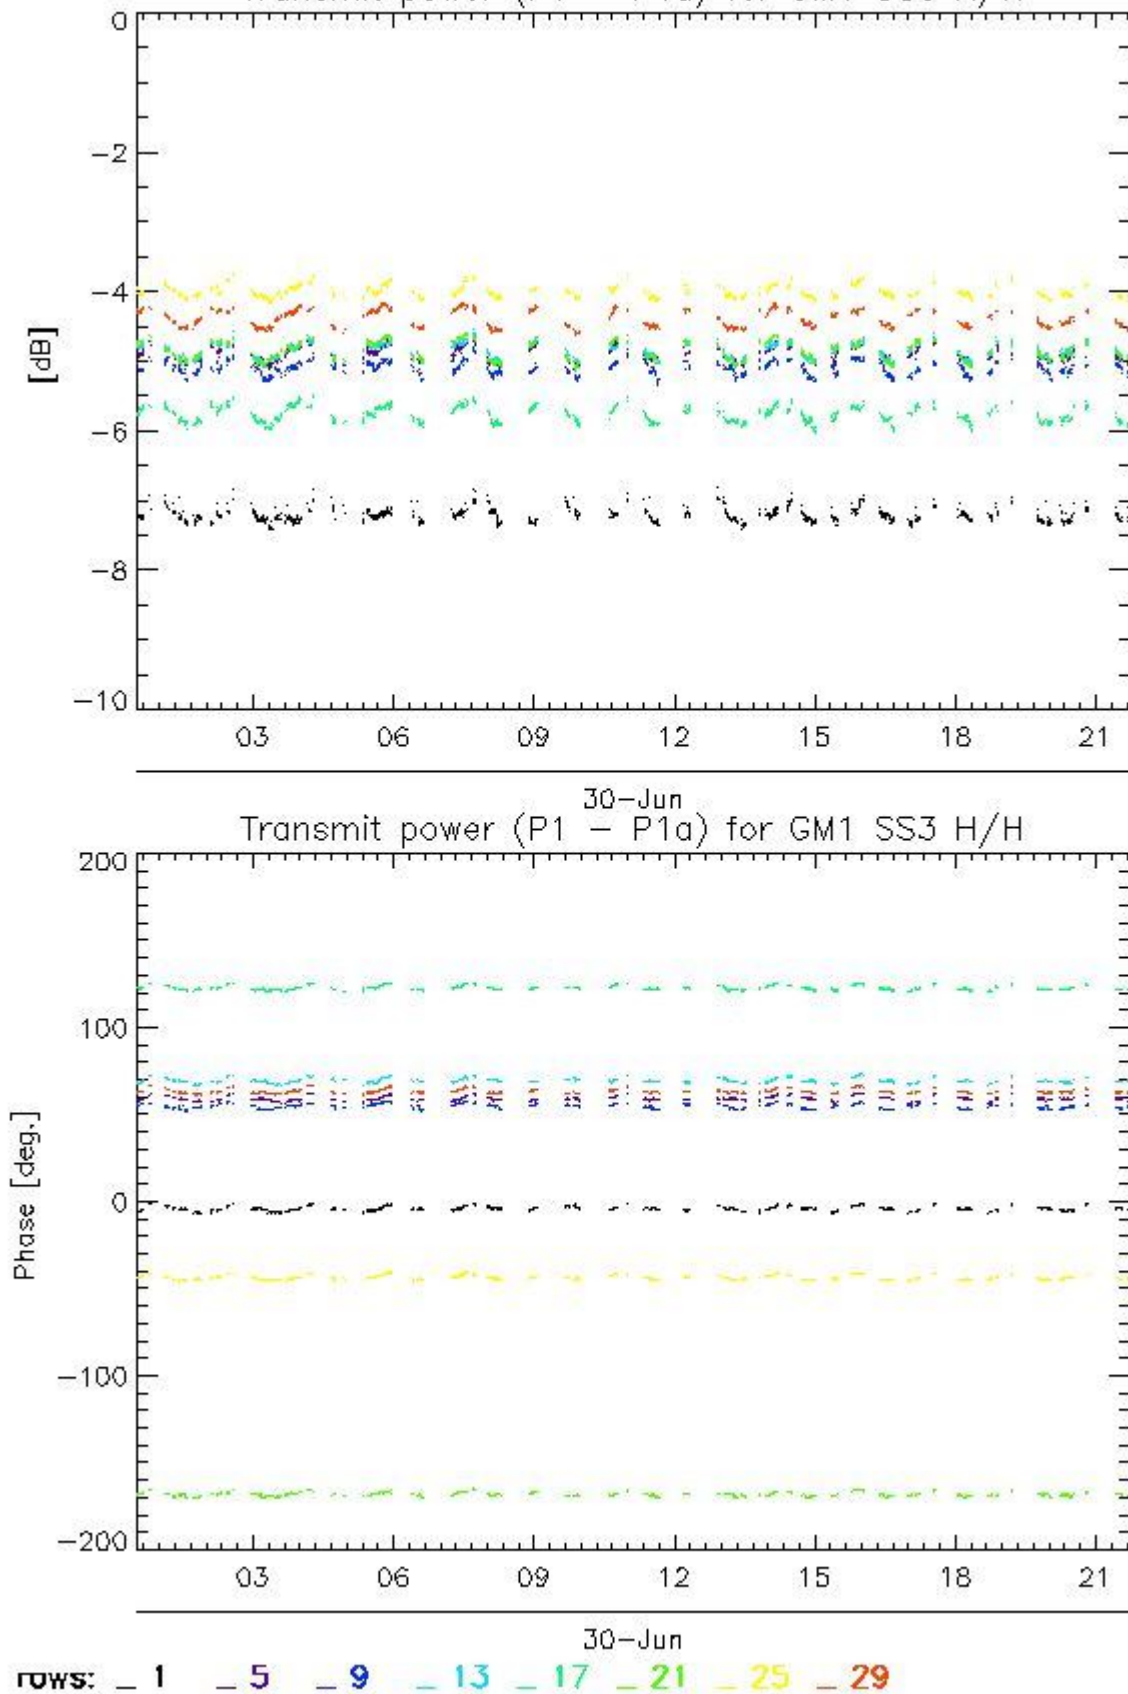 0
−2
−4
[dB]
−6
−8
−10
03 06 09 12 15 18 21
30−Jun
Transmit power (P1 − P1a) for GM1 SS3 H/H
200
100
Phase [deg.]
0
−100
−200
03 06 09 12 15 18 21
30−Jun
rows: _ 1 _ 5 _ 9 _ 13 _ 17 _ 21 _ 25 _ 29